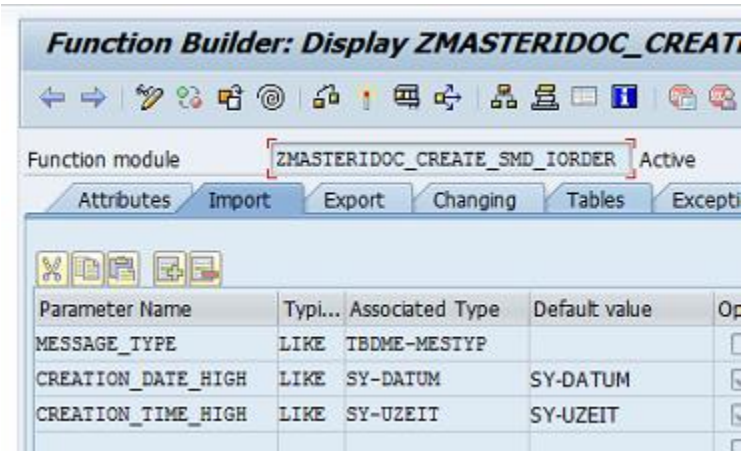 Function Builder: Display ZMASTERIDOC_CREAT
Function module ZMASTERIDOC_CREATE_SMD_IORDER Active
Attributes Import Export Changing Tables Excepti
Parameter Name Typi... Associated Type Default value Op
MESSAGE_TYPE LIKE TBDME-MESTYP
CREATION_DATE_HIGH LIKE SY-DATUM SY-DATUM
CREATION_TIME_HIGH LIKE SY-UZEIT SY-UZEIT